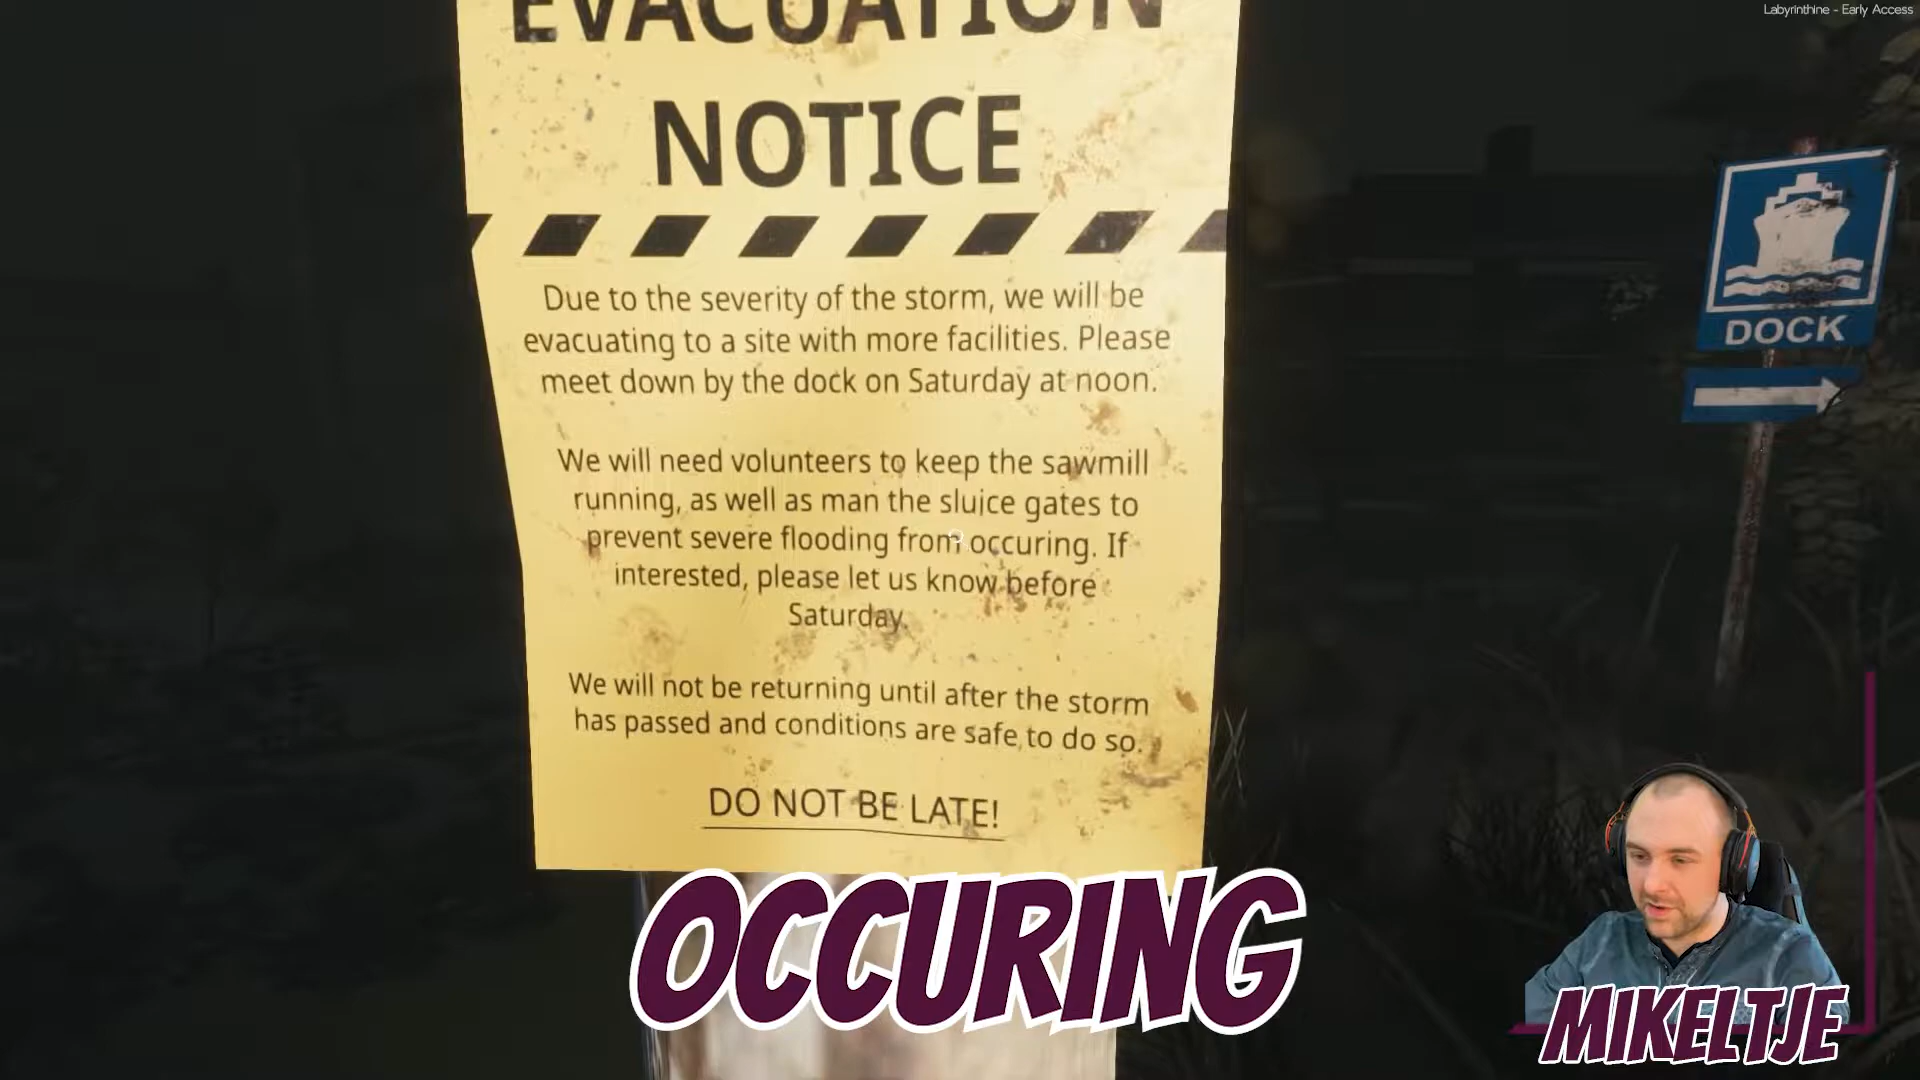 Labyrinthine - Early Access
EVACUATION
NOTICE
Due to the severity of the storm, we will be
evacuating to a site with more facilities. Please
meet down by the dock on Saturday at noon.
We will need volunteers to keep the sawmill
running, as well as man the sluice gates to
prevent severe flooding from occuring. If
interested, please let us know before
Saturday.
We will not be returning until after the storm
has passed and conditions are safe to do so.
DO NOT BE LATE!
DOCK
OCCURING
MIKELTJE